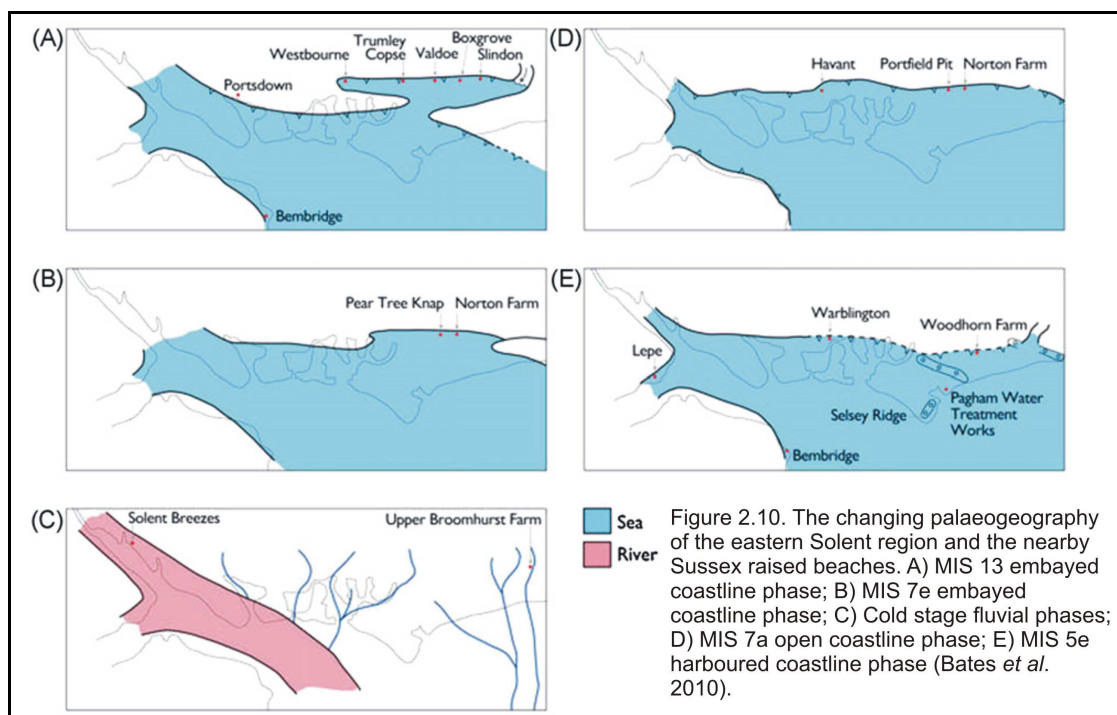 (A)
Westbourne
Trumley
Copse
Valdoe
Boxgrove
Slindon
Portsdown
Bembridge
(D)
Havant
Portfield Pit
Norton Farm
(B)
Pear Tree Knap
Norton Farm
(E)
Warblington
Woodhorn Farm
Lepe
Selsey Ridge
Pagham Water
Treatment
Works
Bembridge
(C)
Solent Breezes
Upper Broomhurst Farm
Sea
River
Figure 2.10. The changing palaeogeography
of the eastern Solent region and the nearby
Sussex raised beaches. A) MIS 13 embayed
coastline phase; B) MIS 7e embayed
coastline phase; C) Cold stage fluvial phases;
D) MIS 7a open coastline phase; E) MIS 5e
harboured coastline phase (Bates et al.
2010).